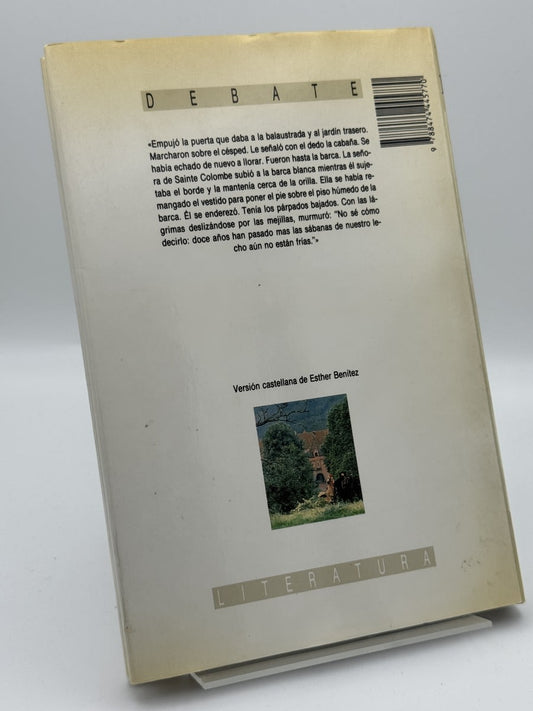 DEBATE
«Empujó la puerta que daba a la balaustrada y al jardín trasero.
Marcharon sobre el césped. Le señaló con el dedo la cabaña. Se
había echado de nuevo a llorar. Fueron hasta la barca. La seño-
ra de Sainte Colombe subió a la barca blanca mientras él suje-
taba el borde y la mantenía cerca de la orilla. Ella se había re-
mangado el vestido para poner el pie sobre el piso húmedo de la
barca. Él se enderezó. Tenía los párpados bajados. Con las lá-
grimas deslizándose por las mejillas, murmuró: "No sé cómo
decirlo: doce años han pasado mas las sábanas de nuestro le-
cho aún no están frías."»
9 788474 445770
Versión castellana de Esther Benítez
LITERATURA